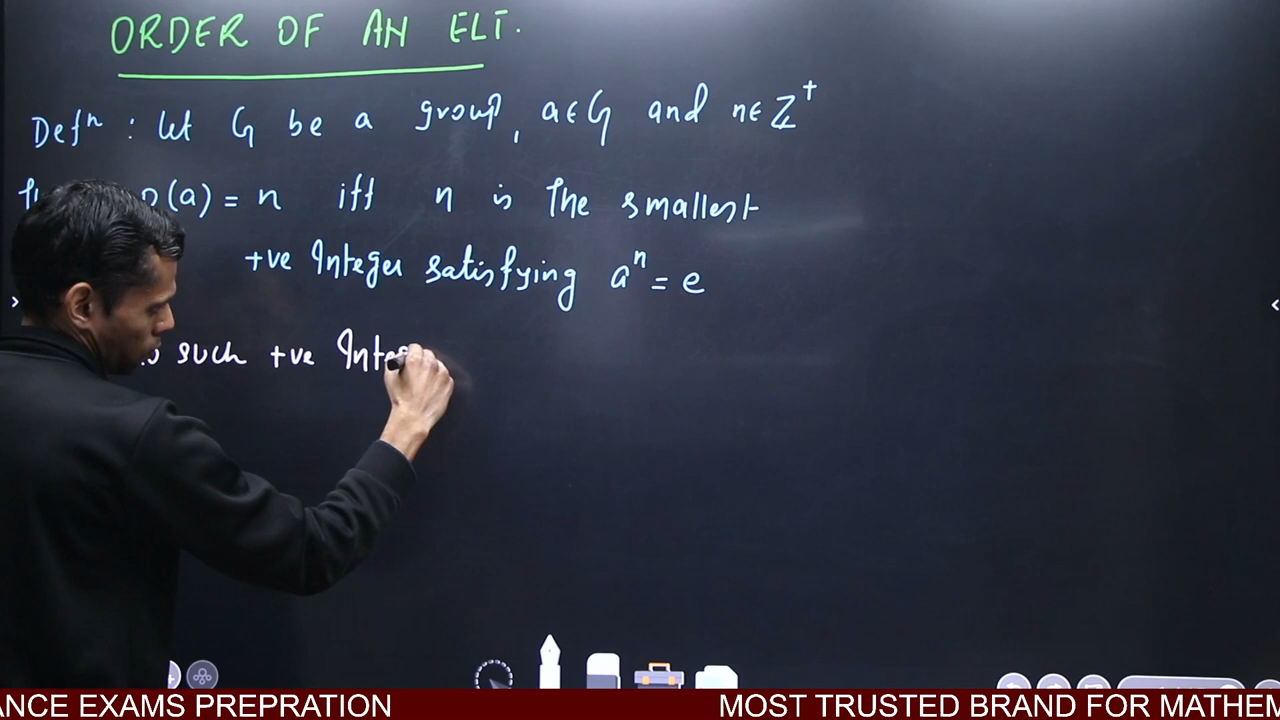 ORDER OF AN ELT.
Defⁿ : Let G be a group, a∈G and n∈Z⁺
o(a) = n iff n is the smallest
+ve Integer satisfying aⁿ = e
such +ve
ANCE EXAMS PREPRATION MOST TRUSTED BRAND FOR MATHEM